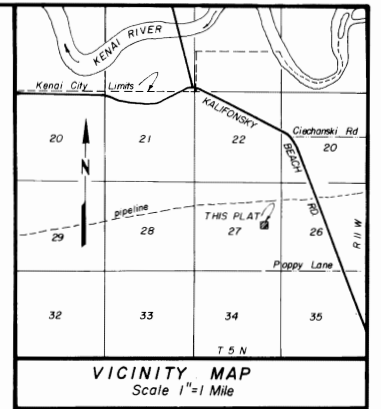 KENAI RIVER
Kenai City Limits
KALIFONSKY
BEACH
RD.
Ciechanski Rd
20
21
22
20
N
pipeline
THIS PLAT
29
28
27
26
R 11 W
Poppy Lane
32
33
34
35
T 5 N
VICINITY MAP
Scale 1"=1 Mile